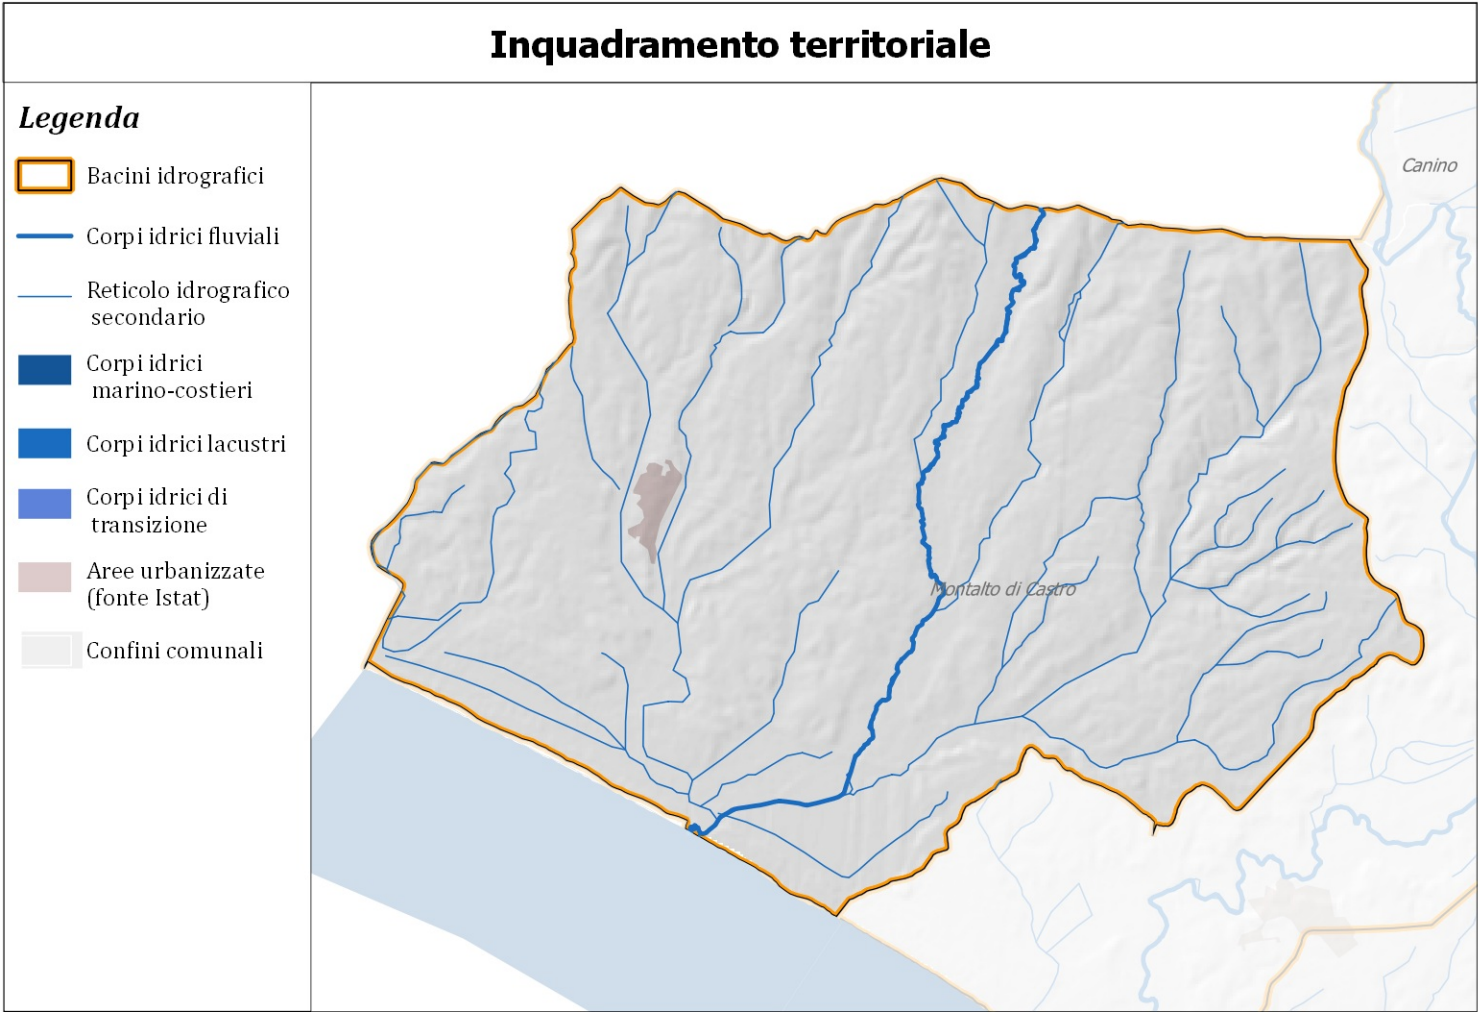 Inquadramento territoriale
Legenda
Bacini idrografici
Corpi idrici fluviali
Reticolo idrografico
secondario
Corpi idrici
marino-costieri
Corpi idrici lacustri
Corpi idrici di
transizione
Aree urbanizzate
(fonte Istat)
Confini comunali
Canino
Montalto di Castro